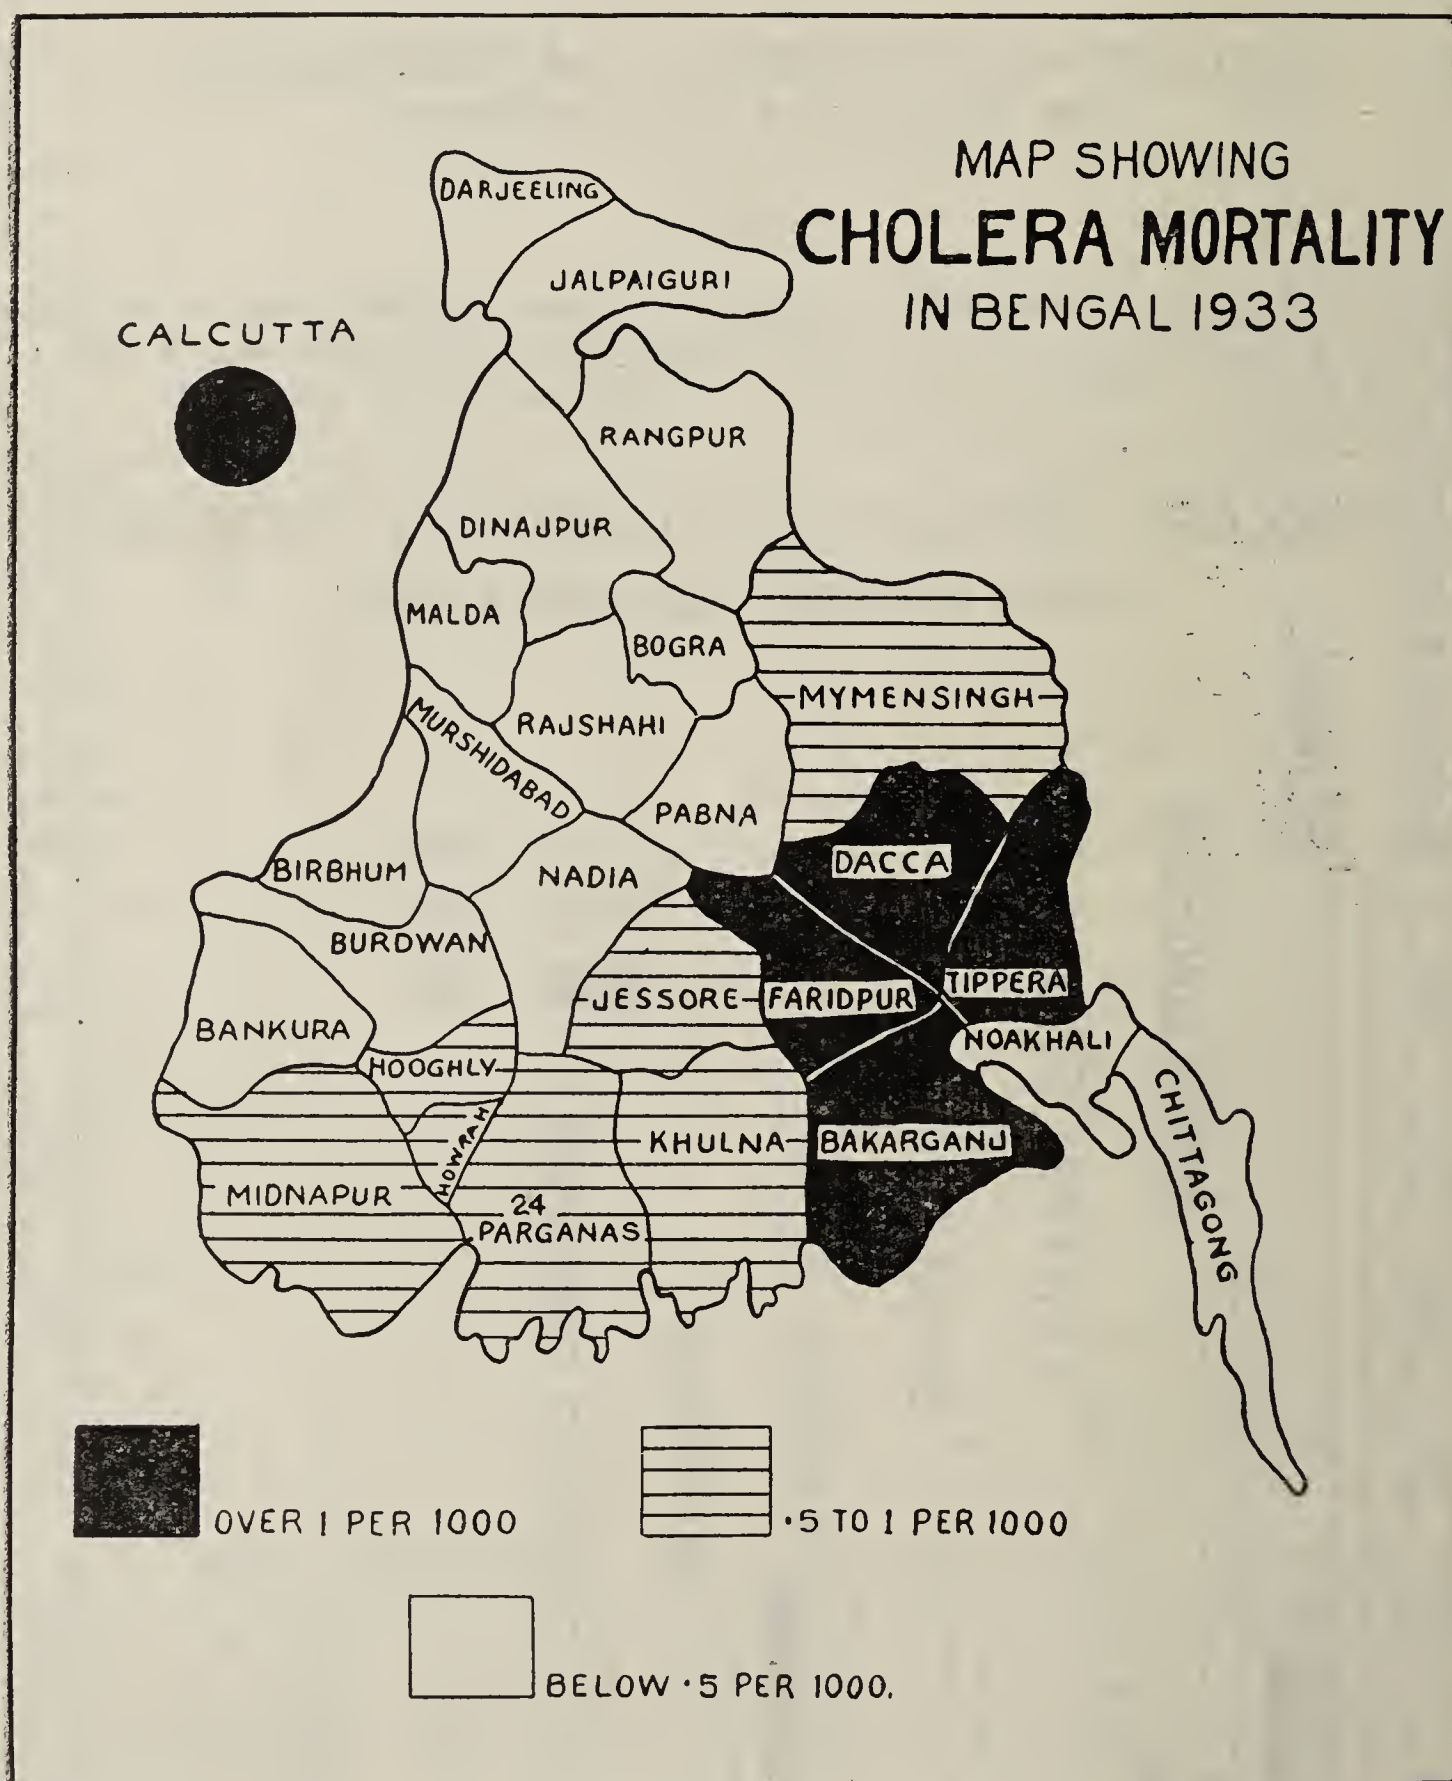 MAP SHOWING
CHOLERA MORTALITY
IN BENGAL 1933
CALCUTTA
DARJEELING
JALPAIGURI
RANGPUR
DINAJPUR
MALDA
BOGRA
MURSHIDABAD
RAJSHAHI
MYMENSINGH
PABNA
BIRBHUM
NADIA
DACCA
BURDWAN
BANKURA
JESSORE
FARIDPUR
TIPPERA
NOAKHALI
HOOGHLY
HOWRAH
KHULNA
BAKARGANJ
CHITTAGONG
MIDNAPUR
24
PARGANAS
OVER 1 PER 1000
·5 TO 1 PER 1000
BELOW ·5 PER 1000.